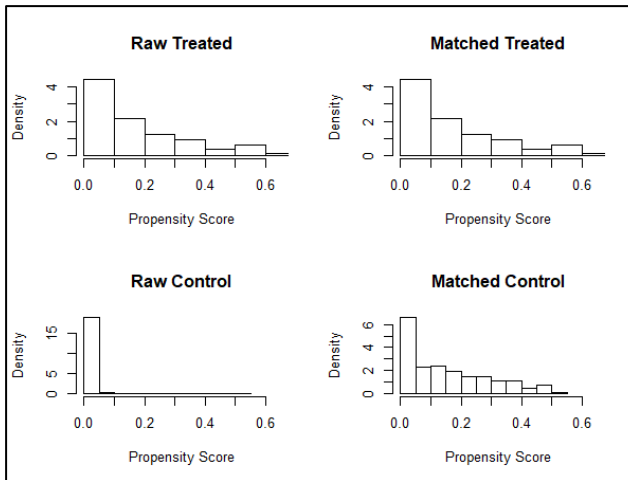 Raw Treated
Density
0 2 4
0.0 0.2 0.4 0.6
Propensity Score
Matched Treated
Density
0 2 4
0.0 0.2 0.4 0.6
Propensity Score
Raw Control
Density
0 5 15
0.0 0.2 0.4 0.6
Propensity Score
Matched Control
Density
0 2 4 6
0.0 0.2 0.4 0.6
Propensity Score